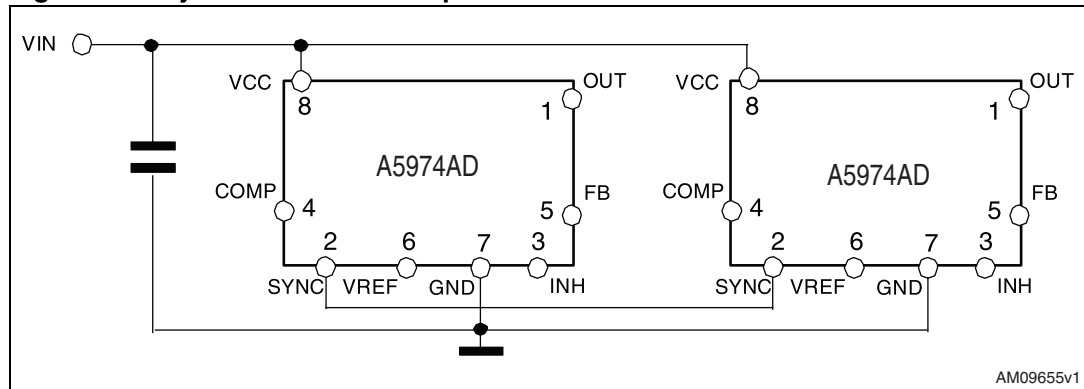 VIN
VCC
8
OUT
1
A5974AD
COMP
4
FB
5
2
6
7
3
SYNC
VREF
GND
INH
VCC
8
OUT
1
A5974AD
COMP
4
FB
5
2
6
7
3
SYNC
VREF
GND
INH
AM09655v1